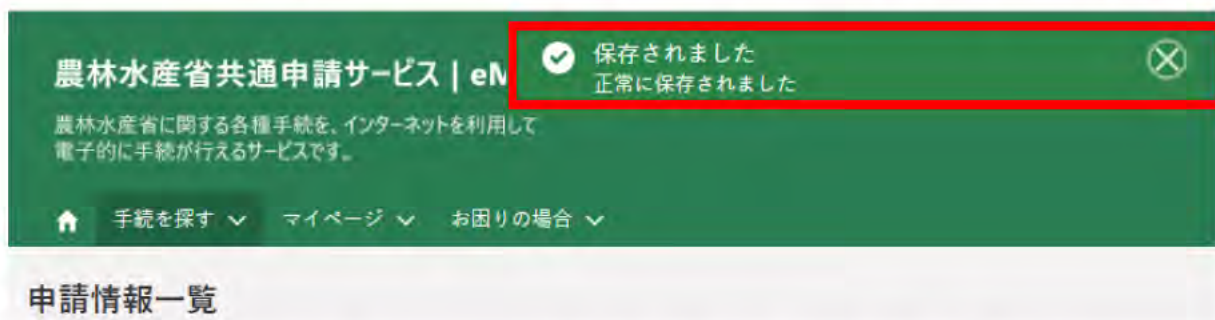 農林水産省共通申請サービス | eM
保存されました
正常に保存されました
農林水産省に関する各種手続を、インターネットを利用して
電子的に手続が行えるサービスです。
手続を探す マイページ お困りの場合
申請情報一覧